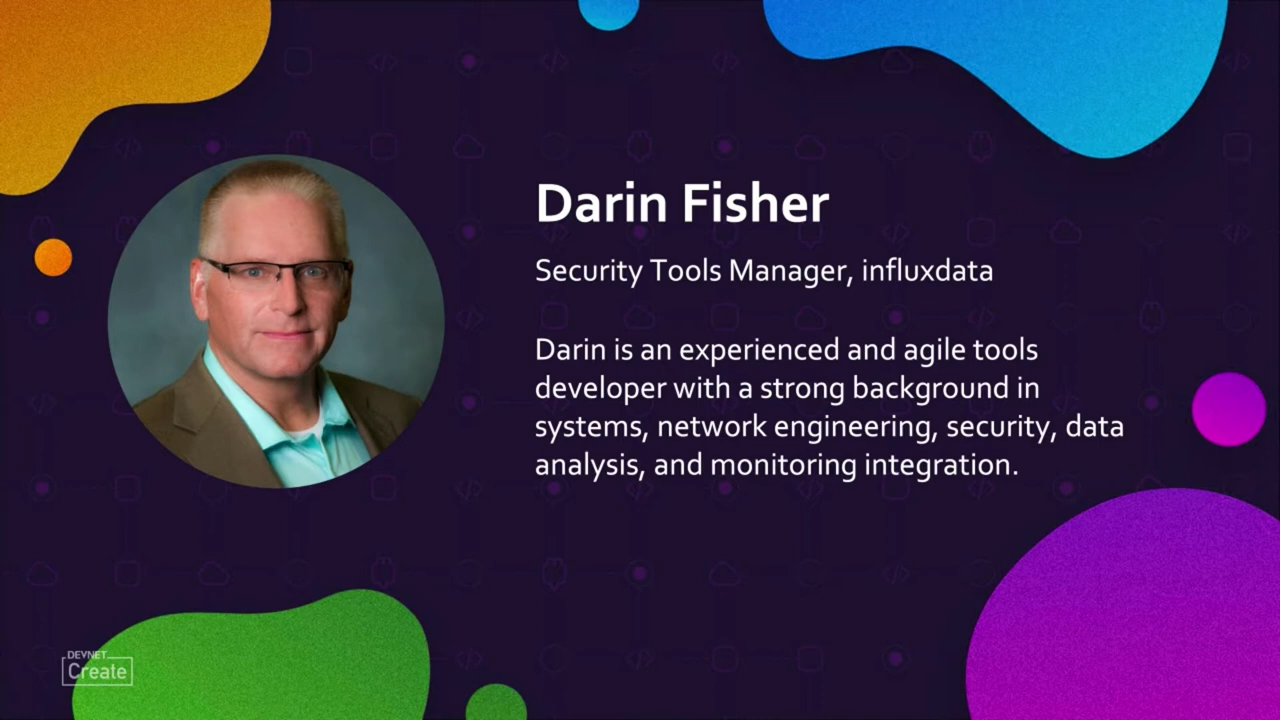 Darin Fisher
Security Tools Manager, influxdata
Darin is an experienced and agile tools
developer with a strong background in
systems, network engineering, security, data
analysis, and monitoring integration.
DEVNET
Create